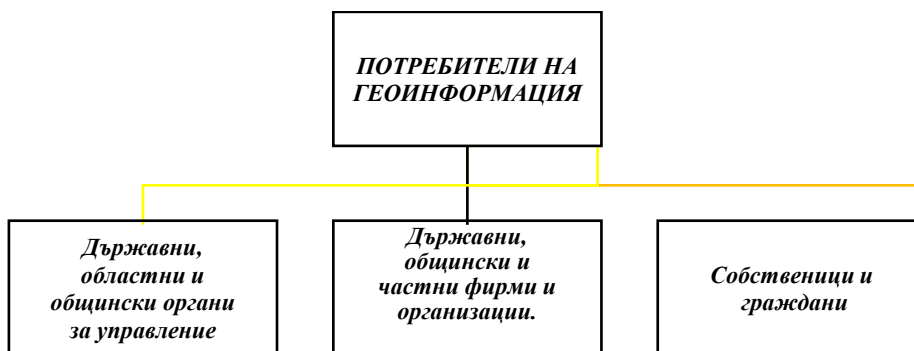 ПОТРЕБИТЕЛИ НА
ГЕОИНФОРМАЦИЯ
Държавни,
областни и
общински органи
за управление
Държавни,
общински и
частни фирми и
организации.
Собственици и
граждани